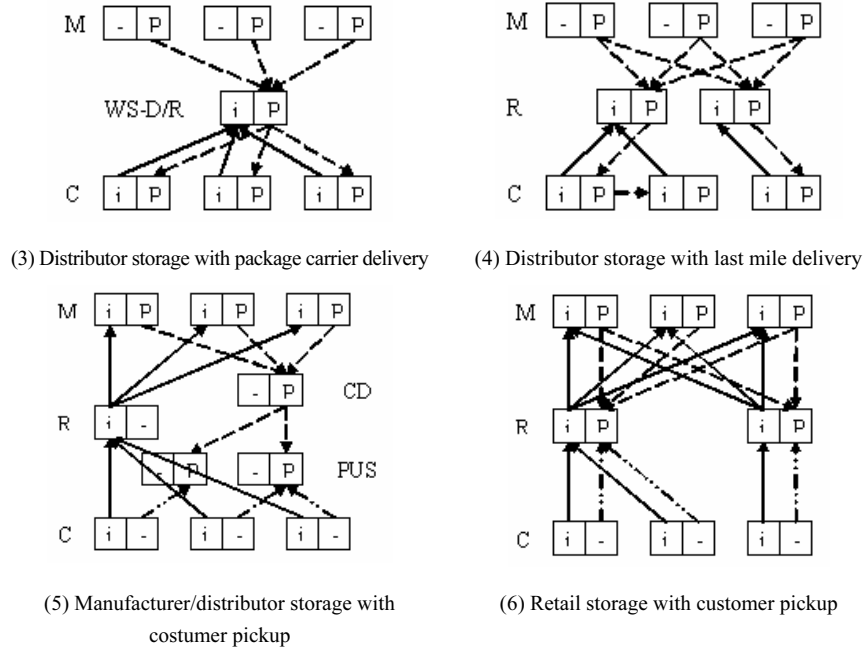 M - P - P - P
WS-D/R i P
C i P i P i P
(3) Distributor storage with package carrier delivery
M - P - P - P
R i P i P
C i P i P i P
(4) Distributor storage with last mile delivery
M i P i P i P
- P CD
R i -
- P - P PUS
C i - i - i -
(5) Manufacturer/distributor storage with
costumer pickup
M i P i P i P
R i P i P
C i - i - i -
(6) Retail storage with customer pickup